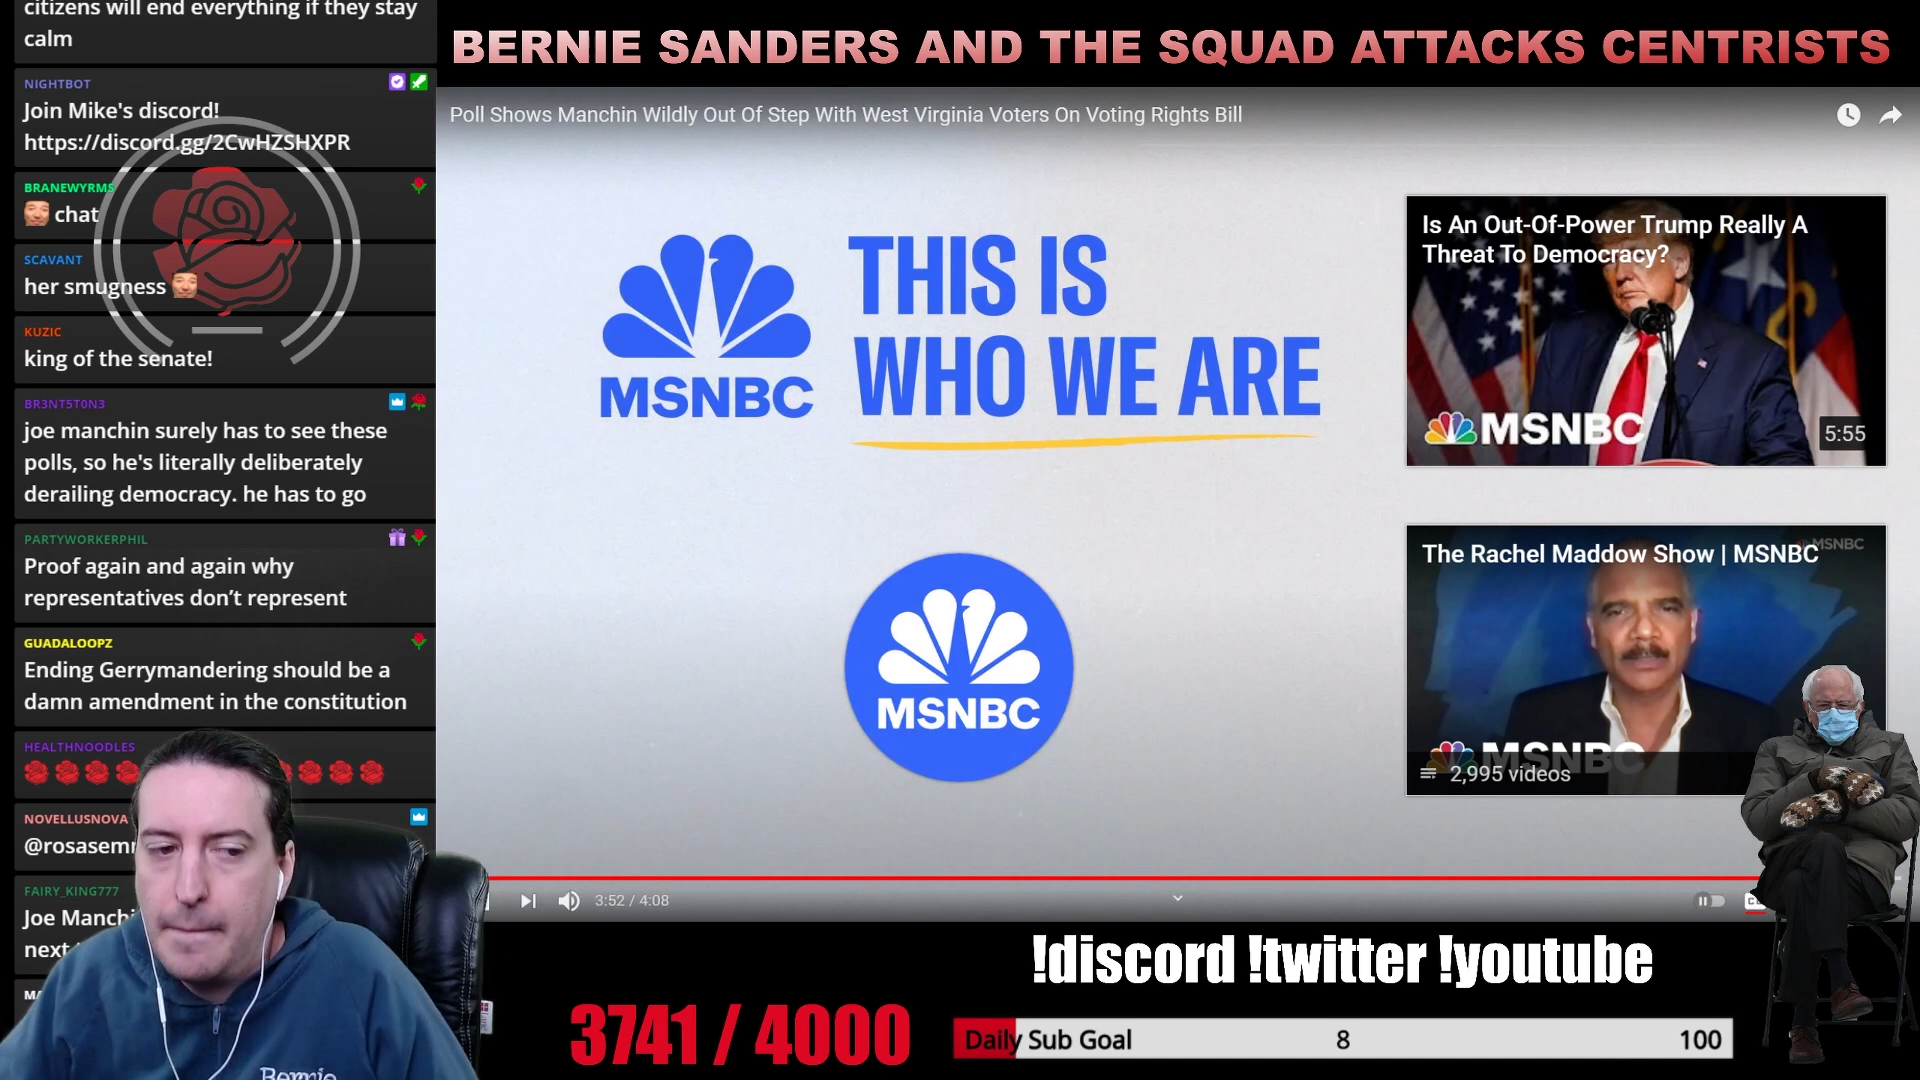 citizens will end everything if they stay
calm
NIGHTBOT
Join Mike's discord!
https://discord.gg/2CwHZSHXPR
BRANEWYRMS
chat
SCAVANT
her smugness
KUZIC
king of the senate!
BR3NT5T0N3
joe manchin surely has to see these
polls, so he's literally deliberately
derailing democracy. he has to go
PARTYWORKERPHIL
Proof again and again why
representatives don’t represent
GUADALOOPZ
Ending Gerrymandering should be a
damn amendment in the constitution
HEALTHNOODLES
NOVELLUSNOVA
FAIRY_KING777
Joe
next
Bernie
BERNIE SANDERS AND THE SQUAD ATTACKS CENTRISTS
Poll Shows Manchin Wildly Out Of Step With West Virginia Voters On Voting Rights Bill
MSNBC
THIS IS
WHO WE ARE
MSNBC
Is An Out-Of-Power Trump Really A
Threat To Democracy?
MSNBC
5:55
The Rachel Maddow Show | MSNBC
MSNBC
MSNBC
2,995 videos
3:52 / 4:08
!discord !twitter !youtube
3741 / 4000
Daily Sub Goal 8 100